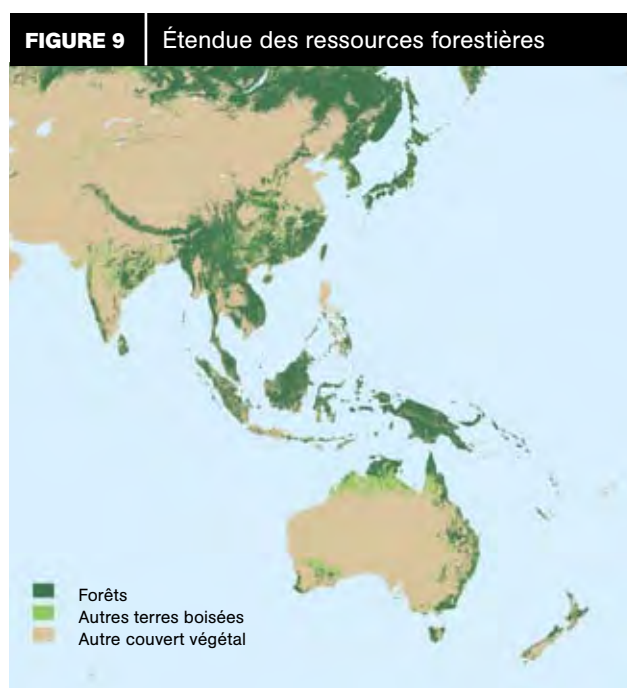 FIGURE 9
Étendue des ressources forestières
Forêts
Autres terres boisées
Autre couvert végétal